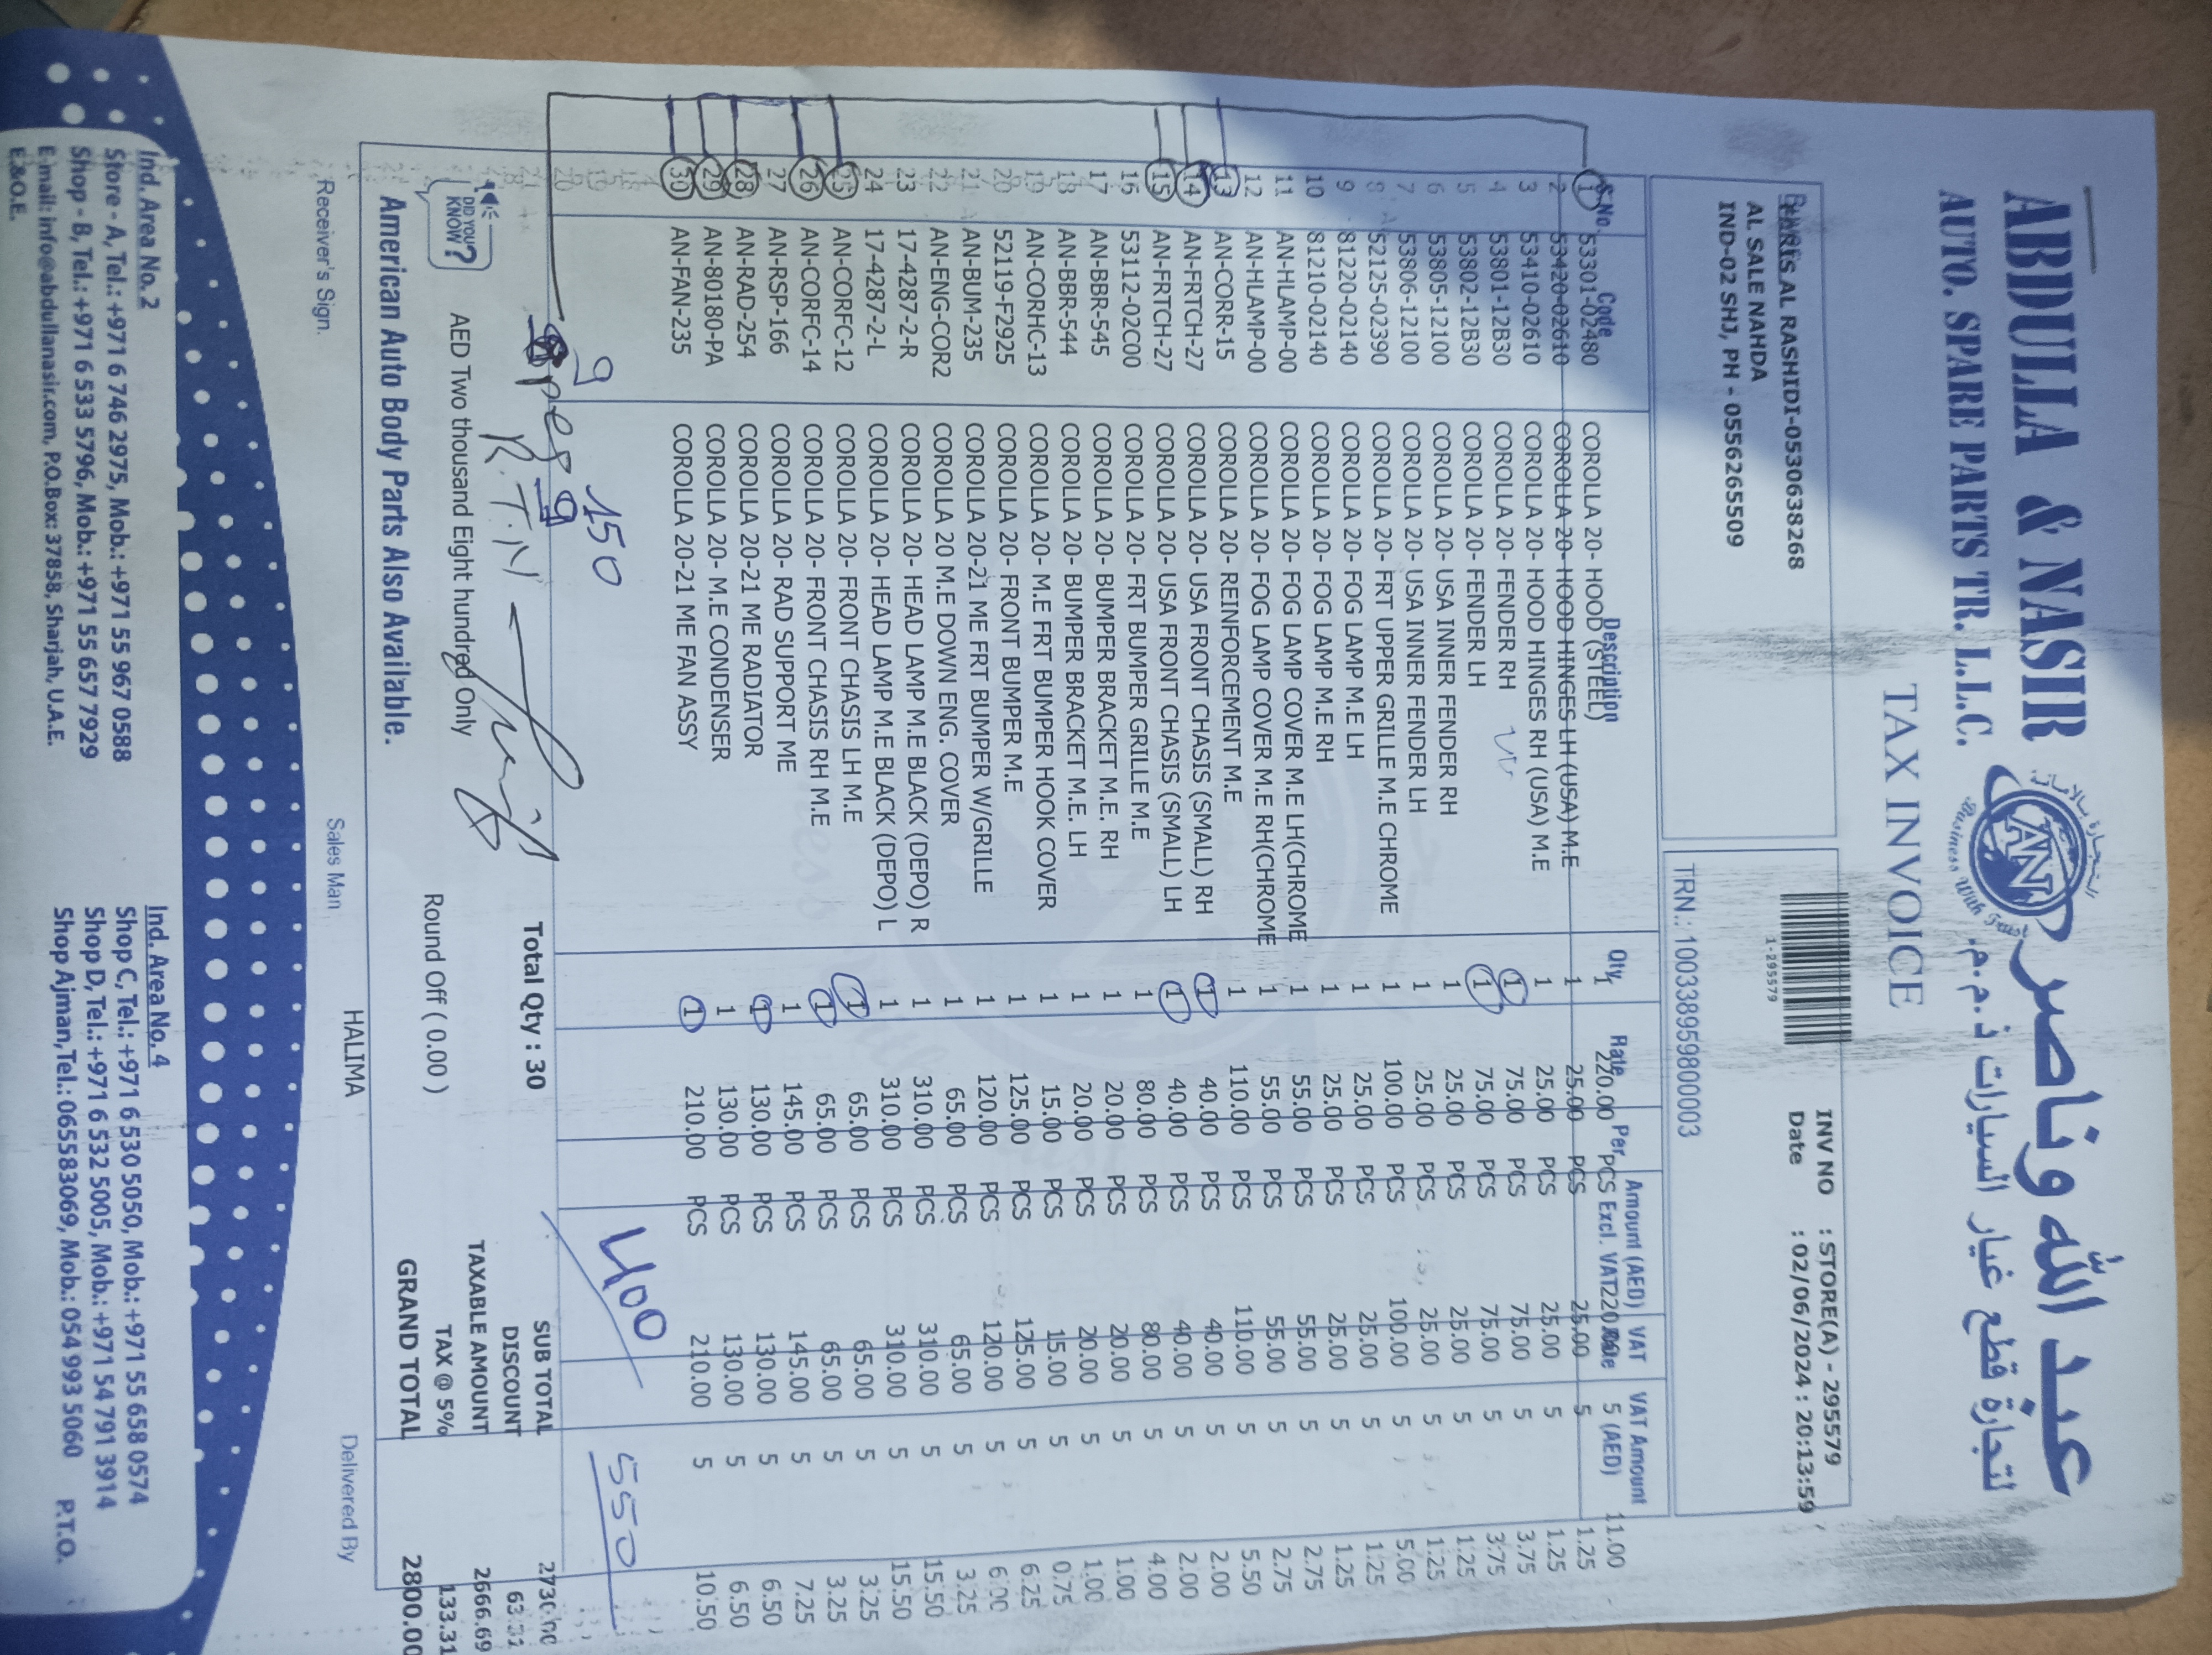 ABDULLA & NASIR
AUTO. SPARE PARTS TR. L.L.C.
عبد الله وناصر
لتجارة قطع غيار السيارات ذ.م.م.
AN
TAX INVOICE
FARIS AL RASHIDI-0530638268
AL SALE NAHDA
IND-02 SHJ, PH - 0556265509
1-295579
INV NO : STORE(A) - 295579
Date : 02/06/2024 : 20:13:59
TRN.: 100338959800003
S.No. Code Description Qty. Rate Per Amount (AED) Excl. VAT VAT Rate VAT Amount (AED)
1 53301-02480 COROLLA 20- HOOD (STEEL) 1 220.00 PCS 220.00 5 11.00
2 53420-02610 COROLLA 20- HOOD HINGES LH (USA) M.E 1 25.00 PCS 25.00 5 1.25
3 53410-02610 COROLLA 20- HOOD HINGES RH (USA) M.E 1 25.00 PCS 25.00 5 1.25
4 53801-12B30 COROLLA 20- FENDER RH 1 75.00 PCS 75.00 5 3.75
5 53802-12B30 COROLLA 20- FENDER LH 1 75.00 PCS 75.00 5 3.75
6 53805-12100 COROLLA 20- USA INNER FENDER RH 1 25.00 PCS 25.00 5 1.25
7 53806-12100 COROLLA 20- USA INNER FENDER LH 1 25.00 PCS 25.00 5 1.25
8 52125-02390 COROLLA 20- FRT UPPER GRILLE M.E CHROME 1 100.00 PCS 100.00 5 5.00
9 81220-02140 COROLLA 20- FOG LAMP M.E LH 1 25.00 PCS 25.00 5 1.25
10 81210-02140 COROLLA 20- FOG LAMP M.E RH 1 25.00 PCS 25.00 5 1.25
11 AN-HLAMP-00 COROLLA 20- FOG LAMP COVER M.E LH(CHROME 1 55.00 PCS 55.00 5 2.75
12 AN-HLAMP-00 COROLLA 20- FOG LAMP COVER M.E RH(CHROME 1 55.00 PCS 55.00 5 2.75
13 AN-CORR-15 COROLLA 20- REINFORCEMENT M.E 1 110.00 PCS 110.00 5 5.50
14 AN-FRTCH-27 COROLLA 20- USA FRONT CHASIS (SMALL) RH 1 40.00 PCS 40.00 5 2.00
15 AN-FRTCH-27 COROLLA 20- USA FRONT CHASIS (SMALL) LH 1 40.00 PCS 40.00 5 2.00
16 53112-02C00 COROLLA 20- FRT BUMPER GRILLE M.E 1 80.00 PCS 80.00 5 4.00
17 AN-BBR-545 COROLLA 20- BUMPER BRACKET M.E. RH 1 20.00 PCS 20.00 5 1.00
18 AN-BBR-544 COROLLA 20- BUMPER BRACKET M.E. LH 1 20.00 PCS 20.00 5 1.00
19 AN-CORHC-13 COROLLA 20- M.E FRT BUMPER HOOK COVER 1 15.00 PCS 15.00 5 0.75
20 52119-F2925 COROLLA 20- FRONT BUMPER M.E 1 125.00 PCS 125.00 5 6.25
21 AN-BUM-235 COROLLA 20-21 ME FRT BUMPER W/GRILLE 1 120.00 PCS 120.00 5 6.00
22 AN-ENG-COR2 COROLLA 20 M.E DOWN ENG. COVER 1 65.00 PCS 65.00 5 3.25
23 17-4287-2-R COROLLA 20- HEAD LAMP M.E BLACK (DEPO) R 1 310.00 PCS 310.00 5 15.50
24 17-4287-2-L COROLLA 20- HEAD LAMP M.E BLACK (DEPO) L 1 310.00 PCS 310.00 5 15.50
25 AN-CORFC-12 COROLLA 20- FRONT CHASIS LH M.E 1 65.00 PCS 65.00 5 3.25
26 AN-CORFC-14 COROLLA 20- FRONT CHASIS RH M.E 1 65.00 PCS 65.00 5 3.25
27 AN-RSP-166 COROLLA 20- RAD SUPPORT ME 1 145.00 PCS 145.00 5 7.25
28 AN-RAD-254 COROLLA 20-21 ME RADIATOR 1 130.00 PCS 130.00 5 6.50
29 AN-80180-PA COROLLA 20- M.E CONDENSER 1 130.00 PCS 130.00 5 6.50
30 AN-FAN-235 COROLLA 20-21 ME FAN ASSY 1 210.00 PCS 210.00 5 10.50
150
400
550
9
pes 9
R.T.N
Total Qty : 30
SUB TOTAL 2730.00
DISCOUNT 63.31
TAXABLE AMOUNT 2666.69
TAX @ 5% 133.31
GRAND TOTAL 2800.00
Round Off ( 0.00 )
DID YOU KNOW?
AED Two thousand Eight hundred Only
American Auto Body Parts Also Available.
Receiver's Sign. Sales Man HALIMA Delivered By
Ind. Area No. 2
Store - A, Tel.: +971 6 746 2975, Mob.: +971 55 967 0588
Shop - B, Tel.: +971 6 533 5796, Mob.: +971 55 657 7929
E-mail: info@abdullanasir.com, P.O.Box: 37858, Sharjah, U.A.E.
E.&O.E.
Ind. Area No. 4
Shop C, Tel.: +971 6 530 5050, Mob.: +971 55 658 0574
Shop D, Tel.: +971 6 532 5005, Mob.: +971 54 791 3914
Shop Ajman, Tel.: 065583069, Mob.: 054 993 5060
P.T.O.